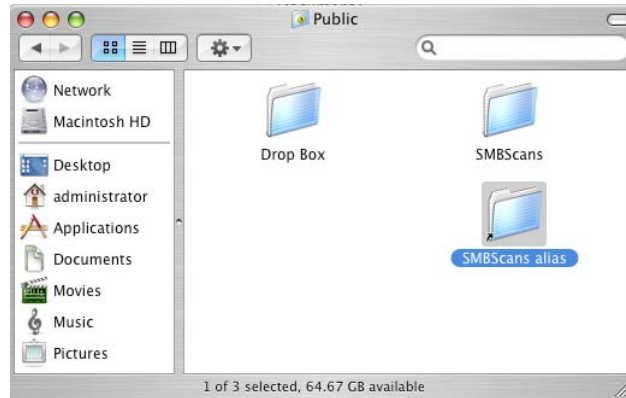 Public
Network
Macintosh HD
Desktop
administrator
Applications
Documents
Movies
Music
Pictures
Drop Box
SMBScans
SMBScans alias
1 of 3 selected, 64.67 GB available